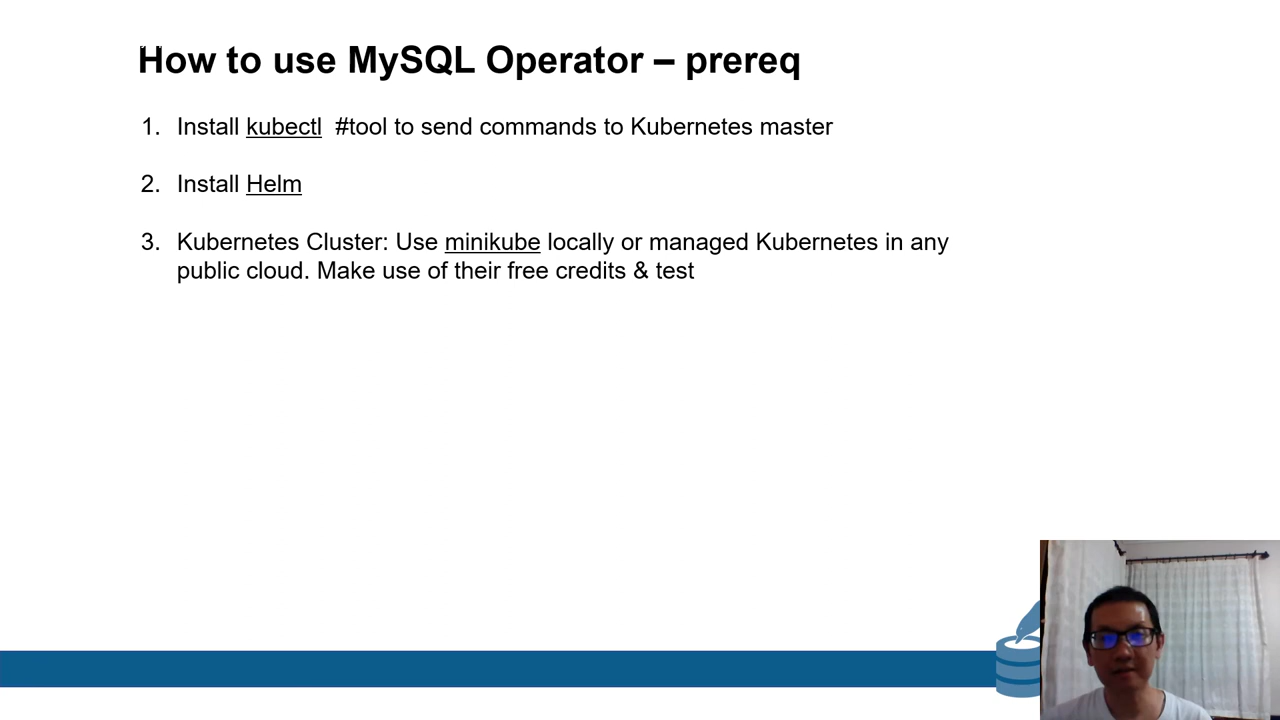 How to use MySQL Operator – prereq
1. Install kubectl #tool to send commands to Kubernetes master
2. Install Helm
3. Kubernetes Cluster: Use minikube locally or managed Kubernetes in any
public cloud. Make use of their free credits & test